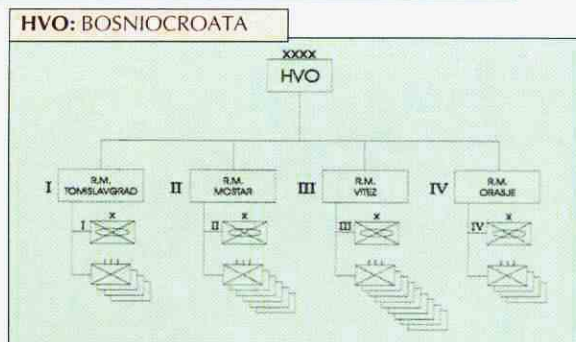 HVO: BOSNIOCROATA
XXXX
HVO
I R.M. TOMISLAVGRAD
II R.M. MOSTAR
III R.M. VITEZ
IV R.M. ORASJE
I X
II X
III X
IV X
I I I
I I I
I I I
I I I